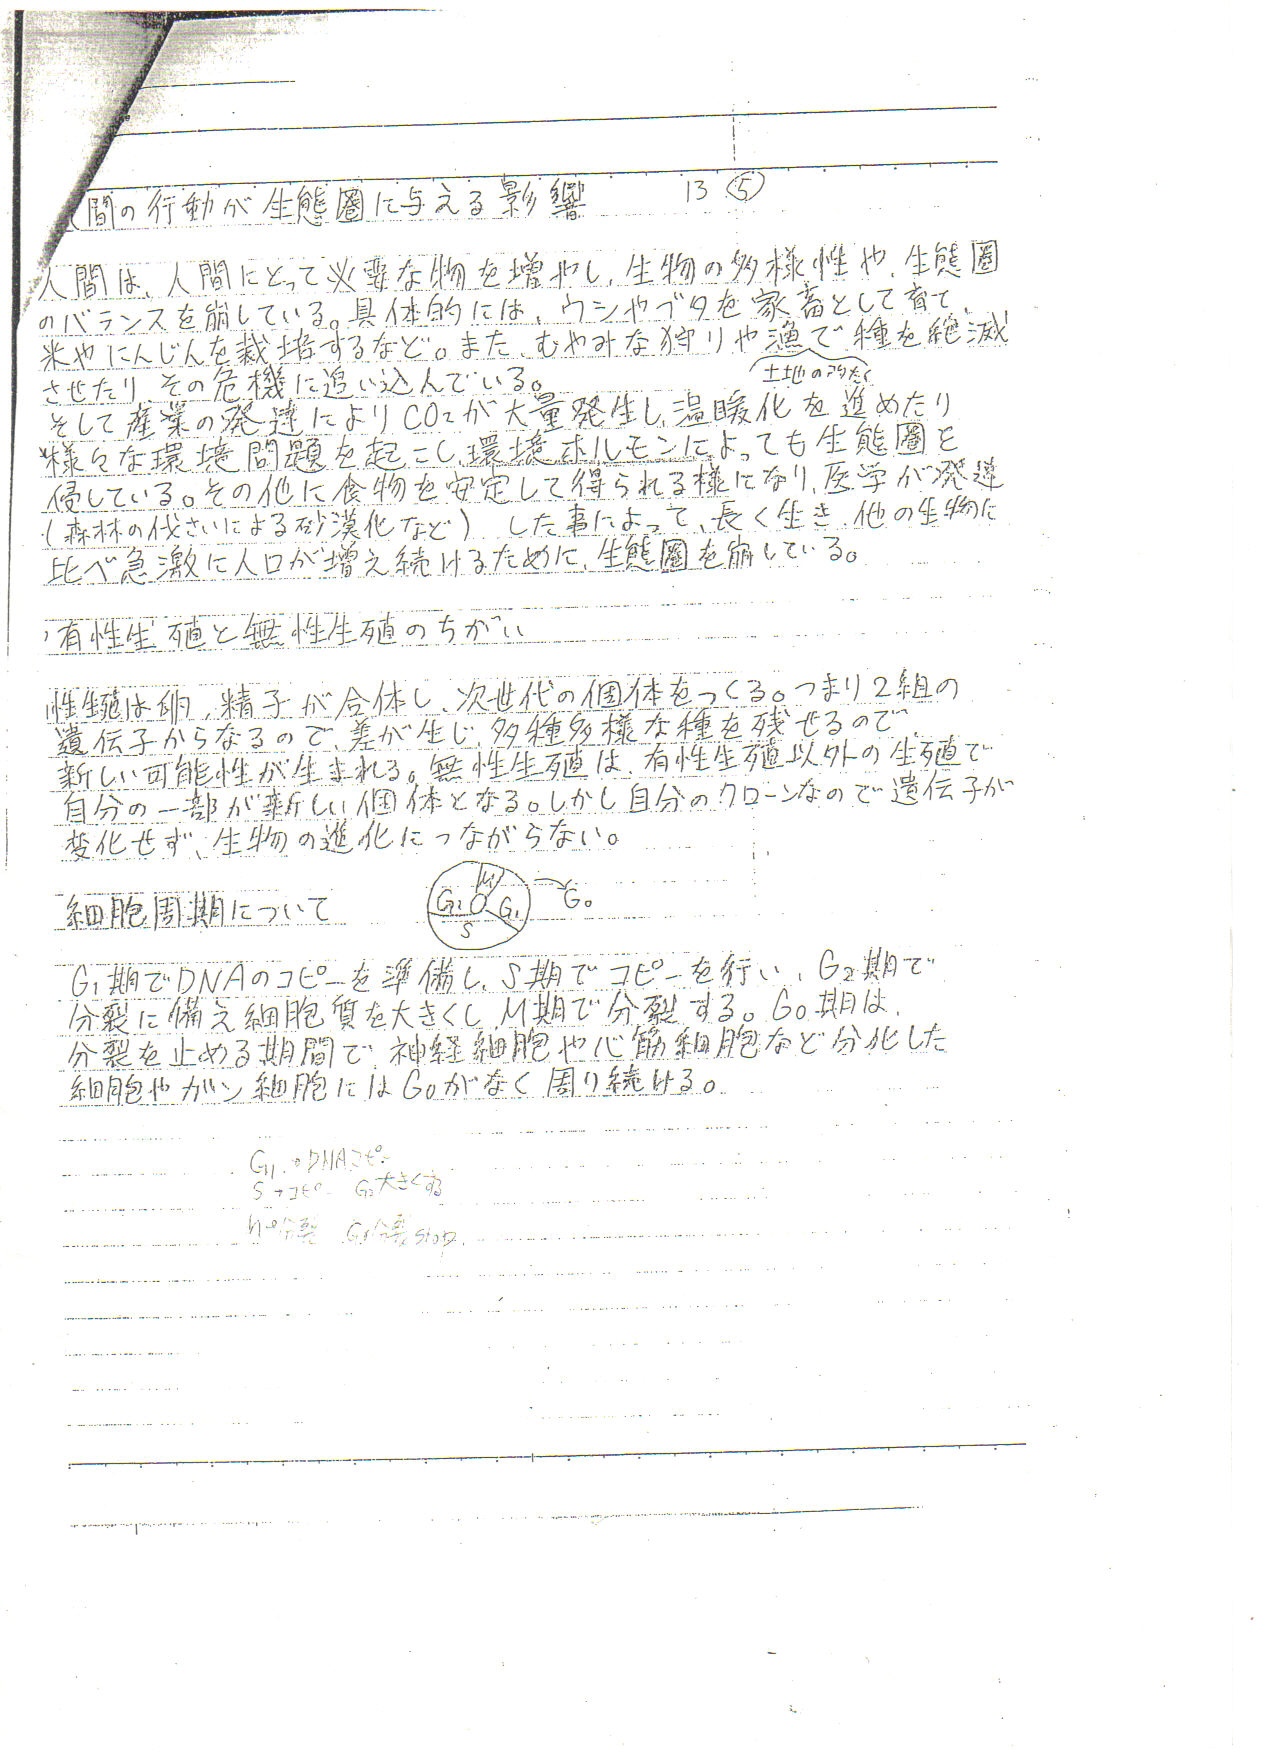 間の行動が生態圏に与える影響 13 ⑤
人間は、人間にとって必要な物を増やし、生物の多様性や、生態圏
のバランスを崩している。具体的には、ウシやブタを家畜として育て、
米やにんじんを栽培するなど。また、むやみな狩りや漁で種を絶滅
土地の汚たく
させたり、その危機に追い込んでいる。
そして産業の発達によりCO₂が大量発生し、温暖化を進めたり
様々な環境問題を起こし、環境ホルモンによっても生態圏を
侵している。その他に食物を安定して得られる様になり、医学が発達
(森林の伐さいによる砂漠化など) した事によって、長く生き、他の生物に
比べ急激に人口が増え続けるために、生態圏を崩している。
有性生殖と無性生殖のちがい
性生殖は卵、精子が合体し、次世代の個体をつくる。つまり2組の
遺伝子からなるので、差が生じ、多種多様な種を残せるので、
新しい可能性が生まれる。無性生殖は、有性生殖以外の生殖で
自分の一部が新しい個体となる。しかし自分のクローンなので遺伝子が
変化せず、生物の進化につながらない。
細胞周期について
M G₂ G₁ S G₀
G₁期でDNAのコピーを準備し、S期でコピーを行い、G₂期で
分裂に備え細胞質を大きくし、M期で分裂する。G₀期は、
分裂を止める期間で、神経細胞や心筋細胞など分化した
細胞やガン細胞にはG₀がなく周り続ける。
G₁→DNAコピー
S→コピー G₂大きくする
M→分裂 G₀分裂stop.